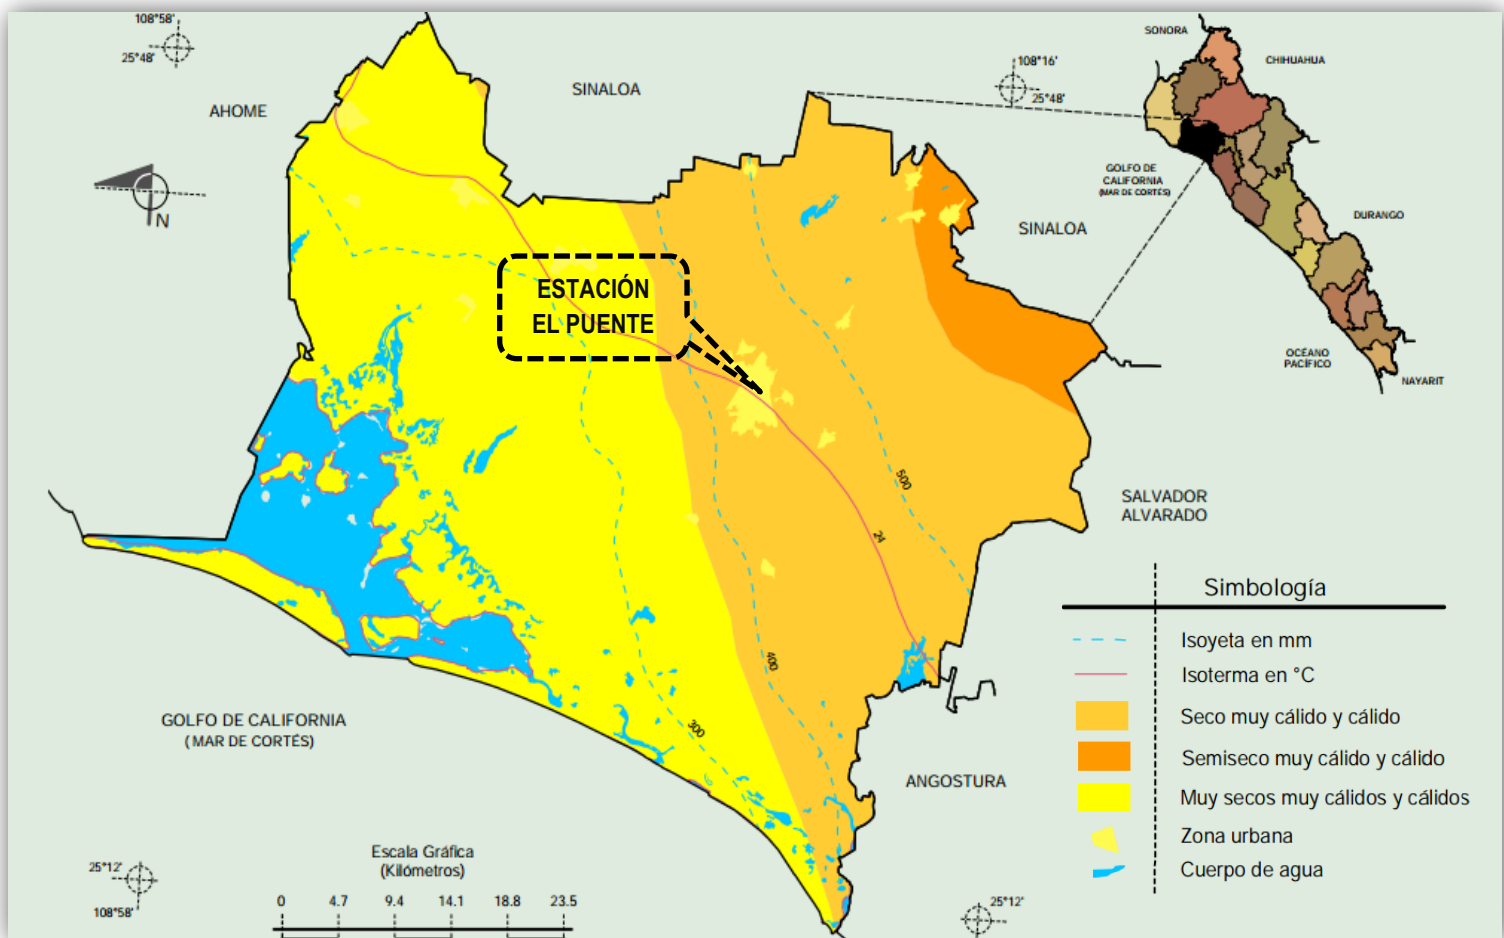 108°58'
25°48'
AHOME
SINALOA
108°16'
25°48'
SONORA
CHIHUAHUA
GOLFO DE
CALIFORNIA
(MAR DE CORTÉS)
DURANGO
OCÉANO
PACÍFICO
NAYARIT
N
SINALOA
ESTACIÓN
EL PUENTE
500
24
400
300
SALVADOR
ALVARADO
GOLFO DE CALIFORNIA
( MAR DE CORTÉS)
ANGOSTURA
Simbología
Isoyeta en mm
Isoterma en °C
Seco muy cálido y cálido
Semiseco muy cálido y cálido
Muy secos muy cálidos y cálidos
Zona urbana
Cuerpo de agua
Escala Gráfica
(Kilómetros)
0 4.7 9.4 14.1 18.8 23.5
25°12'
108°58'
25°12'